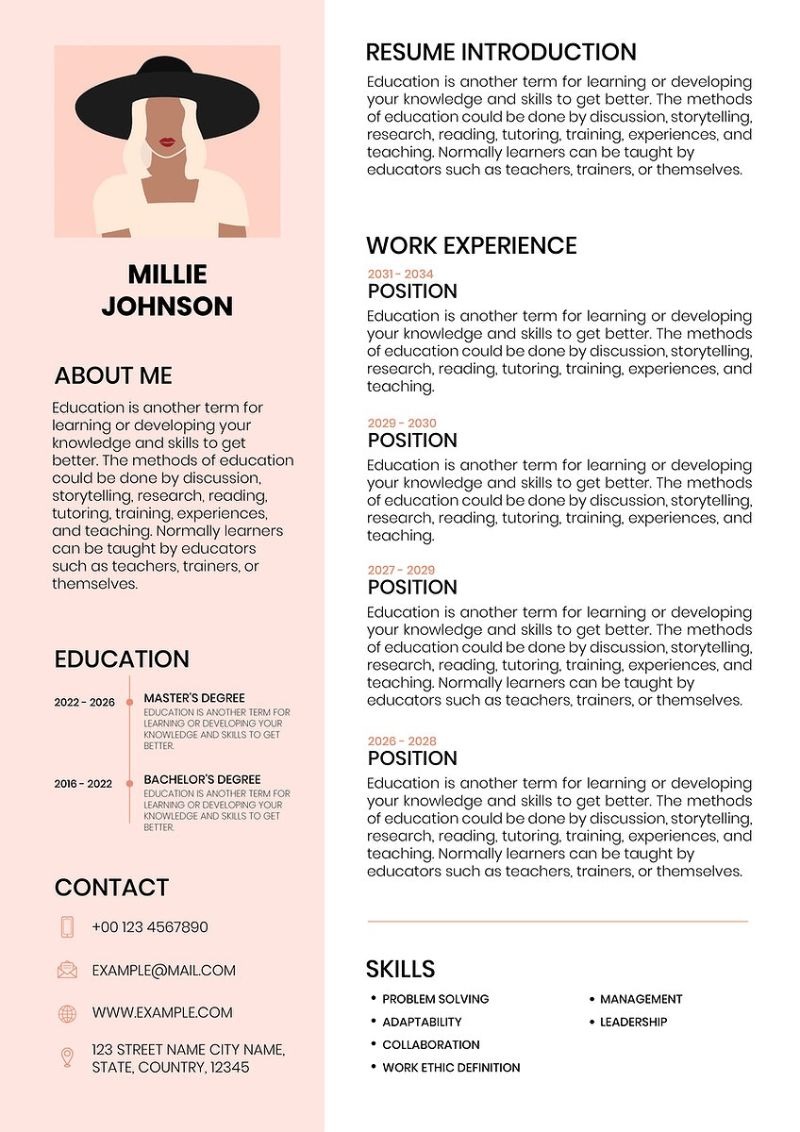 MILLIE
JOHNSON
ABOUT ME
Education is another term for
learning or developing your
knowledge and skills to get
better. The methods of education
could be done by discussion,
storytelling, research, reading,
tutoring, training, experiences,
and teaching. Normally learners
can be taught by educators
such as teachers, trainers, or
themselves.
EDUCATION
2022 - 2026
MASTER'S DEGREE
EDUCATION IS ANOTHER TERM FOR
LEARNING OR DEVELOPING YOUR
KNOWLEDGE AND SKILLS TO GET
BETTER.
2016 - 2022
BACHELOR'S DEGREE
EDUCATION IS ANOTHER TERM FOR
LEARNING OR DEVELOPING YOUR
KNOWLEDGE AND SKILLS TO GET
BETTER.
CONTACT
+00 123 4567890
EXAMPLE@MAIL.COM
WWW.EXAMPLE.COM
123 STREET NAME CITY NAME,
STATE, COUNTRY, 12345
RESUME INTRODUCTION
Education is another term for learning or developing
your knowledge and skills to get better. The methods
of education could be done by discussion, storytelling,
research, reading, tutoring, training, experiences, and
teaching. Normally learners can be taught by
educators such as teachers, trainers, or themselves.
WORK EXPERIENCE
2031 - 2034
POSITION
Education is another term for learning or developing
your knowledge and skills to get better. The methods
of education could be done by discussion, storytelling,
research, reading, tutoring, training, experiences, and
teaching.
2029 - 2030
POSITION
Education is another term for learning or developing
your knowledge and skills to get better. The methods
of education could be done by discussion, storytelling,
research, reading, tutoring, training, experiences, and
teaching.
2027 - 2029
POSITION
Education is another term for learning or developing
your knowledge and skills to get better. The methods
of education could be done by discussion, storytelling,
research, reading, tutoring, training, experiences, and
teaching. Normally learners can be taught by
educators such as teachers, trainers, or themselves.
2026 - 2028
POSITION
Education is another term for learning or developing
your knowledge and skills to get better. The methods
of education could be done by discussion, storytelling,
research, reading, tutoring, training, experiences, and
teaching. Normally learners can be taught by
educators such as teachers, trainers, or themselves.
SKILLS
• PROBLEM SOLVING
• ADAPTABILITY
• COLLABORATION
• WORK ETHIC DEFINITION
• MANAGEMENT
• LEADERSHIP